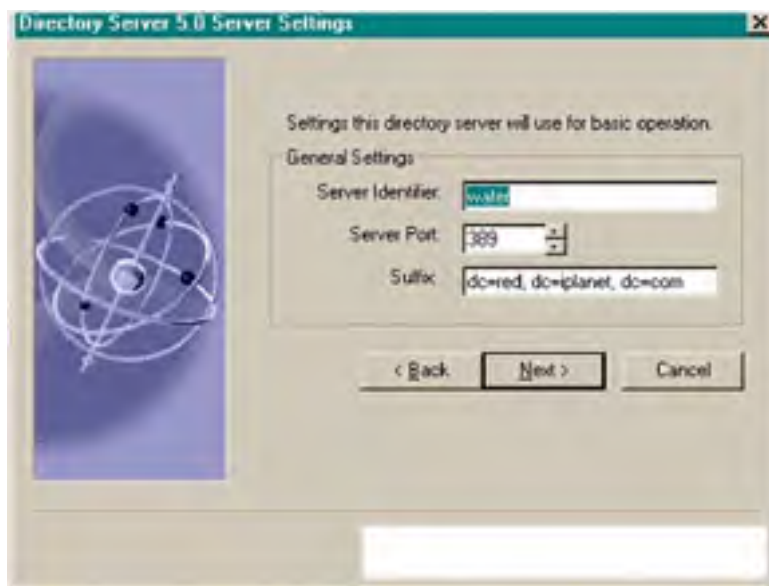 Directory Server 5.0 Server Settings
Settings this directory server will use for basic operation.
General Settings
Server Identifier:
water
Server Port:
389
Suffix:
dc=red, dc=iplanet, dc=com
< Back
Next >
Cancel